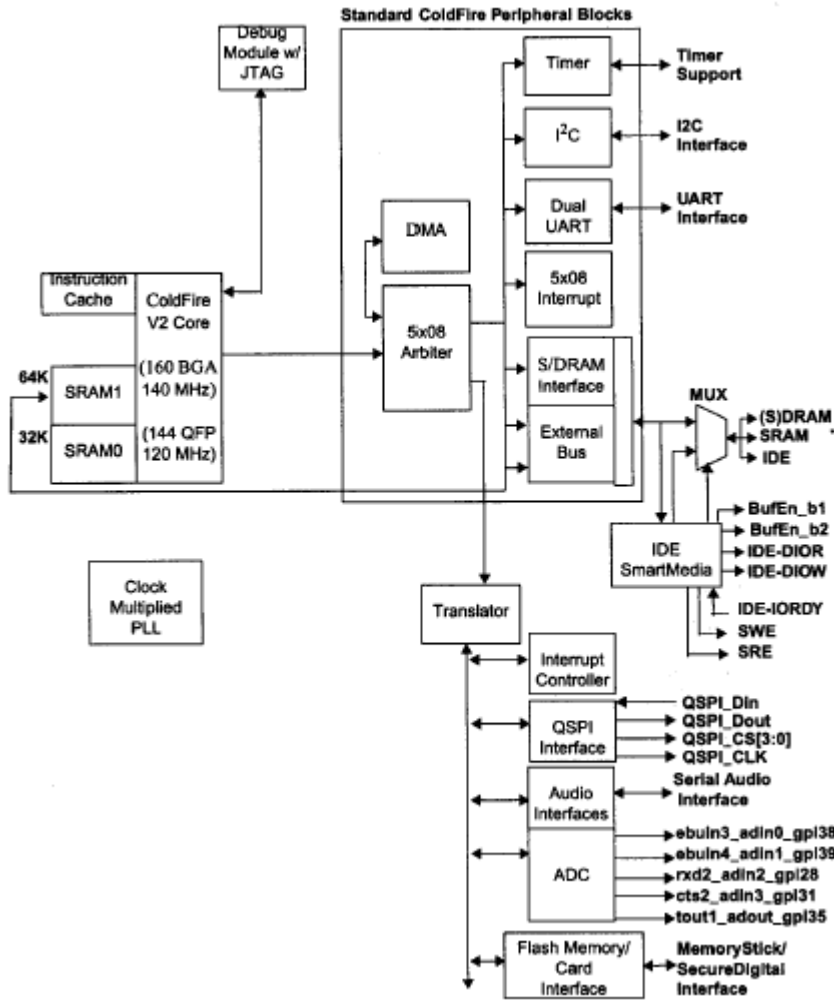 Standard ColdFire Peripheral Blocks
Debug
Module w/
JTAG
Timer
Timer
Support
I²C
I2C
Interface
Dual
UART
UART
Interface
DMA
5x08
Interrupt
Instruction
Cache
ColdFire
V2 Core
(160 BGA
140 MHz)
(144 QFP
120 MHz)
5x08
Arbiter
64K
SRAM1
32K
SRAM0
S/DRAM
Interface
External
Bus
MUX
(S)DRAM
SRAM
IDE
IDE
SmartMedia
BufEn_b1
BufEn_b2
IDE-DIOR
IDE-DIOW
IDE-IORDY
SWE
SRE
Clock
Multiplied
PLL
Translator
Interrupt
Controller
QSPI
Interface
QSPI_Din
QSPI_Dout
QSPI_CS[3:0]
QSPI_CLK
Audio
Interfaces
Serial Audio
Interface
ADC
ebuin3_adin0_gpi38
ebuin4_adin1_gpi39
rxd2_adin2_gpi28
cts2_adin3_gpi31
tout1_adout_gpi35
Flash Memory/
Card
Interface
MemoryStick/
SecureDigital
Interface